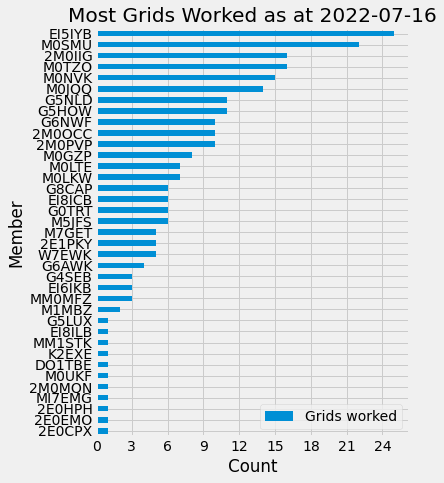 Most Grids Worked as at 2022-07-16
Member
EI5IYB
M0SMU
2M0IIG
M0TZO
M0NVK
M0JQQ
G5NLD
G5HOW
G6NWF
2M0OCC
2M0PVP
M0GZP
M0LTE
M0LKW
G8CAP
EI8ICB
G0TRT
M5JFS
M7GET
2E1PKY
W7EWK
G6AWK
G4SEB
EI6IKB
MM0MFZ
M1MBZ
G5LUX
EI8ILB
MM1STK
K2EXE
DO1TBE
M0UKF
2M0MQN
MI7EMG
2E0HPH
2E0EMO
2E0CPX
Grids worked
0 3 6 9 12 15 18 21 24
Count